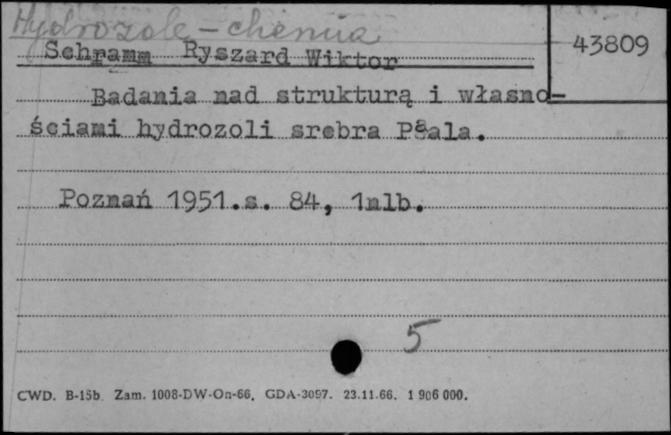 Hydrozole - chemia
43809
Schramm Ryszard Wiktor
Badania nad strukturą i własno-
ściami hydrozoli srebra Paala.
Poznań 1951.s. 84, 1nlb.
5
CWD. B-15b. Zam. 1008-DW-On-66. GDA-3097. 23.11.66. 1 906 000.